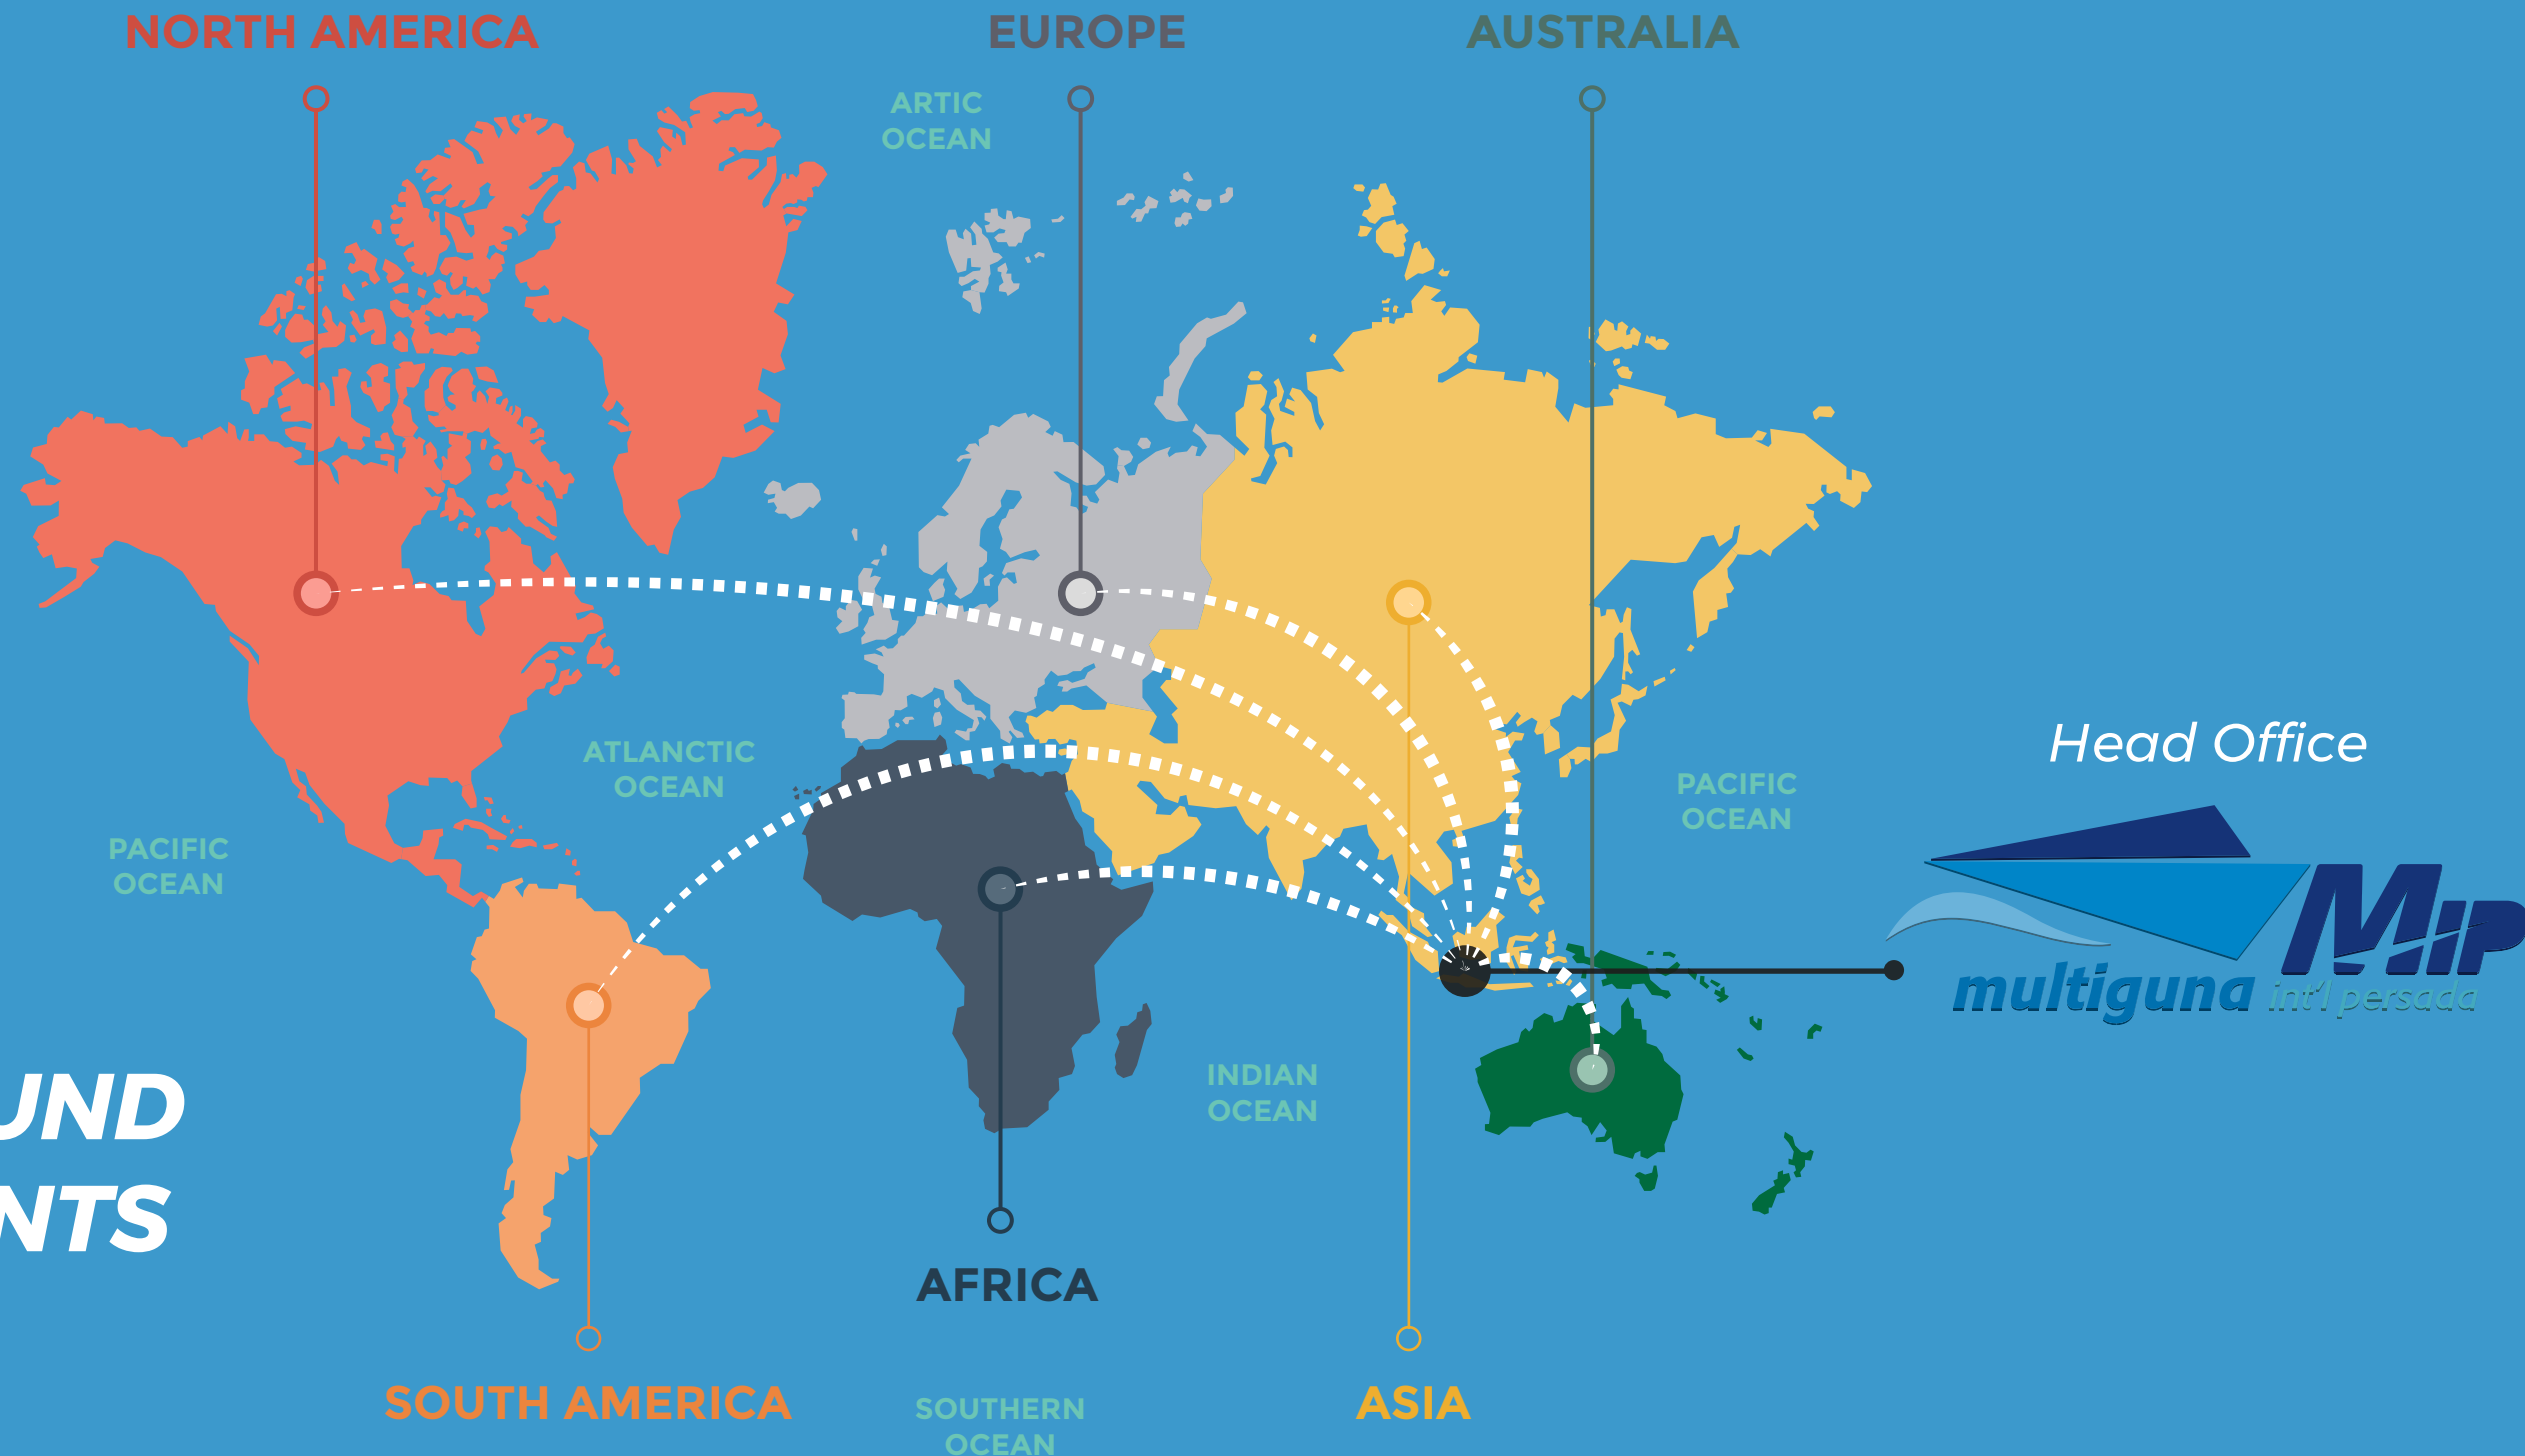 NORTH AMERICA
EUROPE
AUSTRALIA
ARTIC
OCEAN
Head Office
ATLANCTIC
OCEAN
PACIFIC
OCEAN
PACIFIC
OCEAN
MIP
multiguna int'l persada
INDIAN
OCEAN
UND
NTS
AFRICA
SOUTH AMERICA
ASIA
SOUTHERN
OCEAN